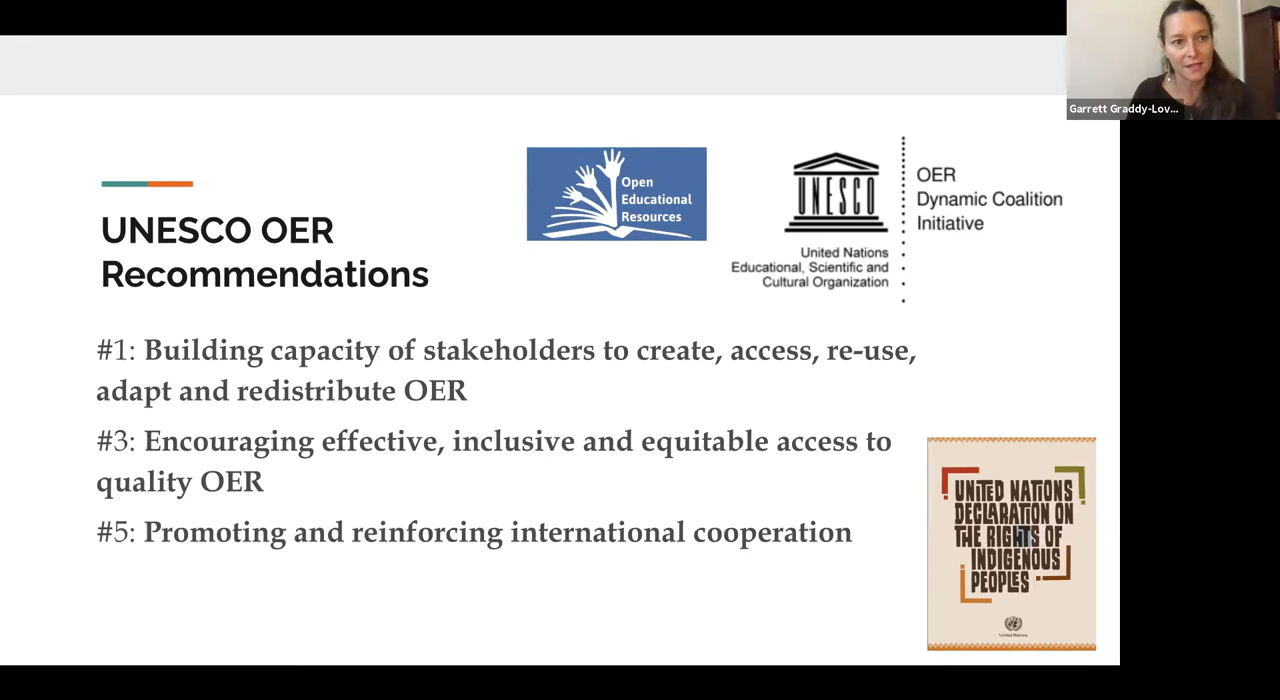 Garrett Graddy-Lov...
Open
Educational
Resources
UNESCO
United Nations
Educational, Scientific and
Cultural Organization
OER
Dynamic Coalition
Initiative
UNESCO OER
Recommendations
#1: Building capacity of stakeholders to create, access, re-use,
adapt and redistribute OER
#3: Encouraging effective, inclusive and equitable access to
quality OER
#5: Promoting and reinforcing international cooperation
UNITED NATIONS
DECLARATION ON
THE RIGHTS OF
INDIGENOUS
PEOPLES
United Nations